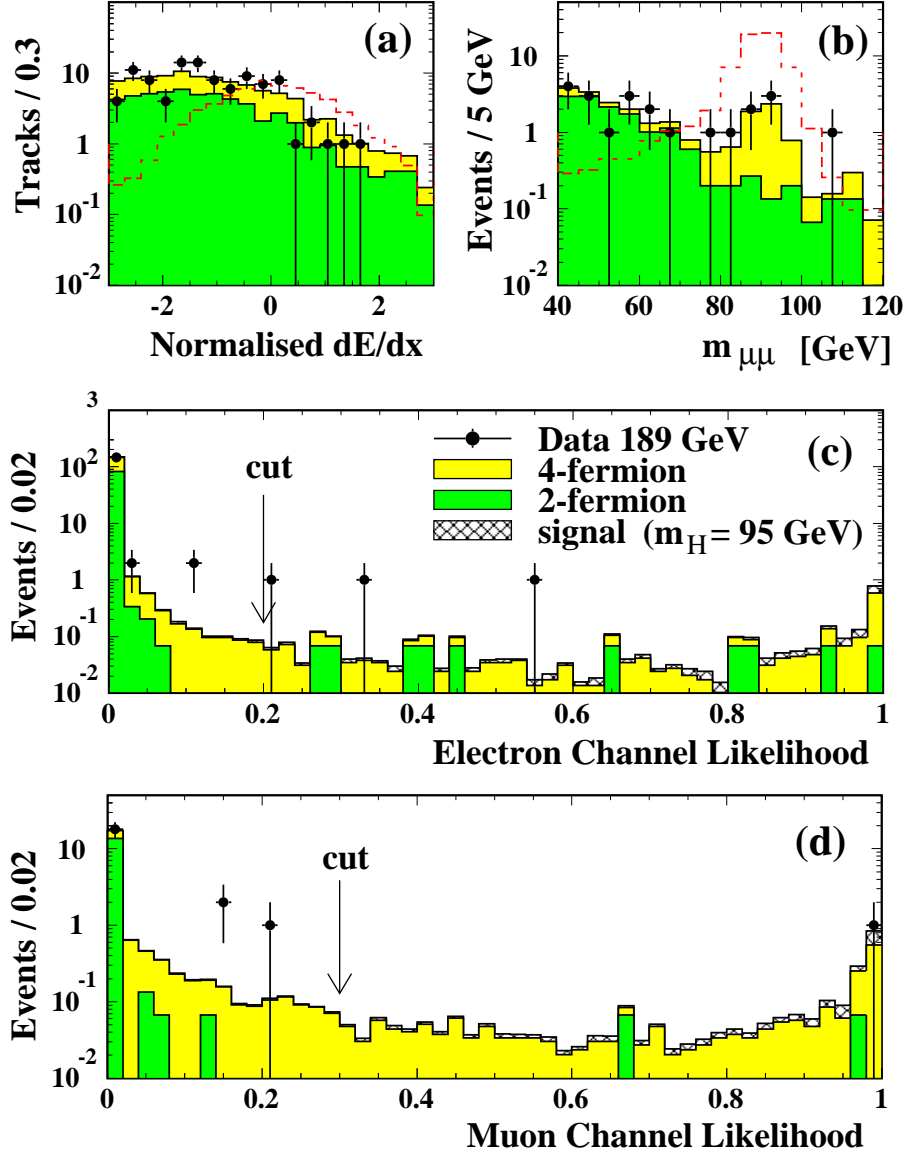 (a)
Tracks / 0.3
10
1
10⁻¹
10⁻²
-2 0 2
Normalised dE/dx
(b)
Events / 5 GeV
10
1
10⁻¹
10⁻²
40 60 80 100 120
m μμ [GeV]
(c)
Events / 0.02
3
10²
10
1
10⁻¹
10⁻²
cut
Data 189 GeV
4-fermion
2-fermion
signal (m H = 95 GeV)
0 0.2 0.4 0.6 0.8 1
Electron Channel Likelihood
(d)
Events / 0.02
10
1
10⁻¹
10⁻²
cut
0 0.2 0.4 0.6 0.8 1
Muon Channel Likelihood